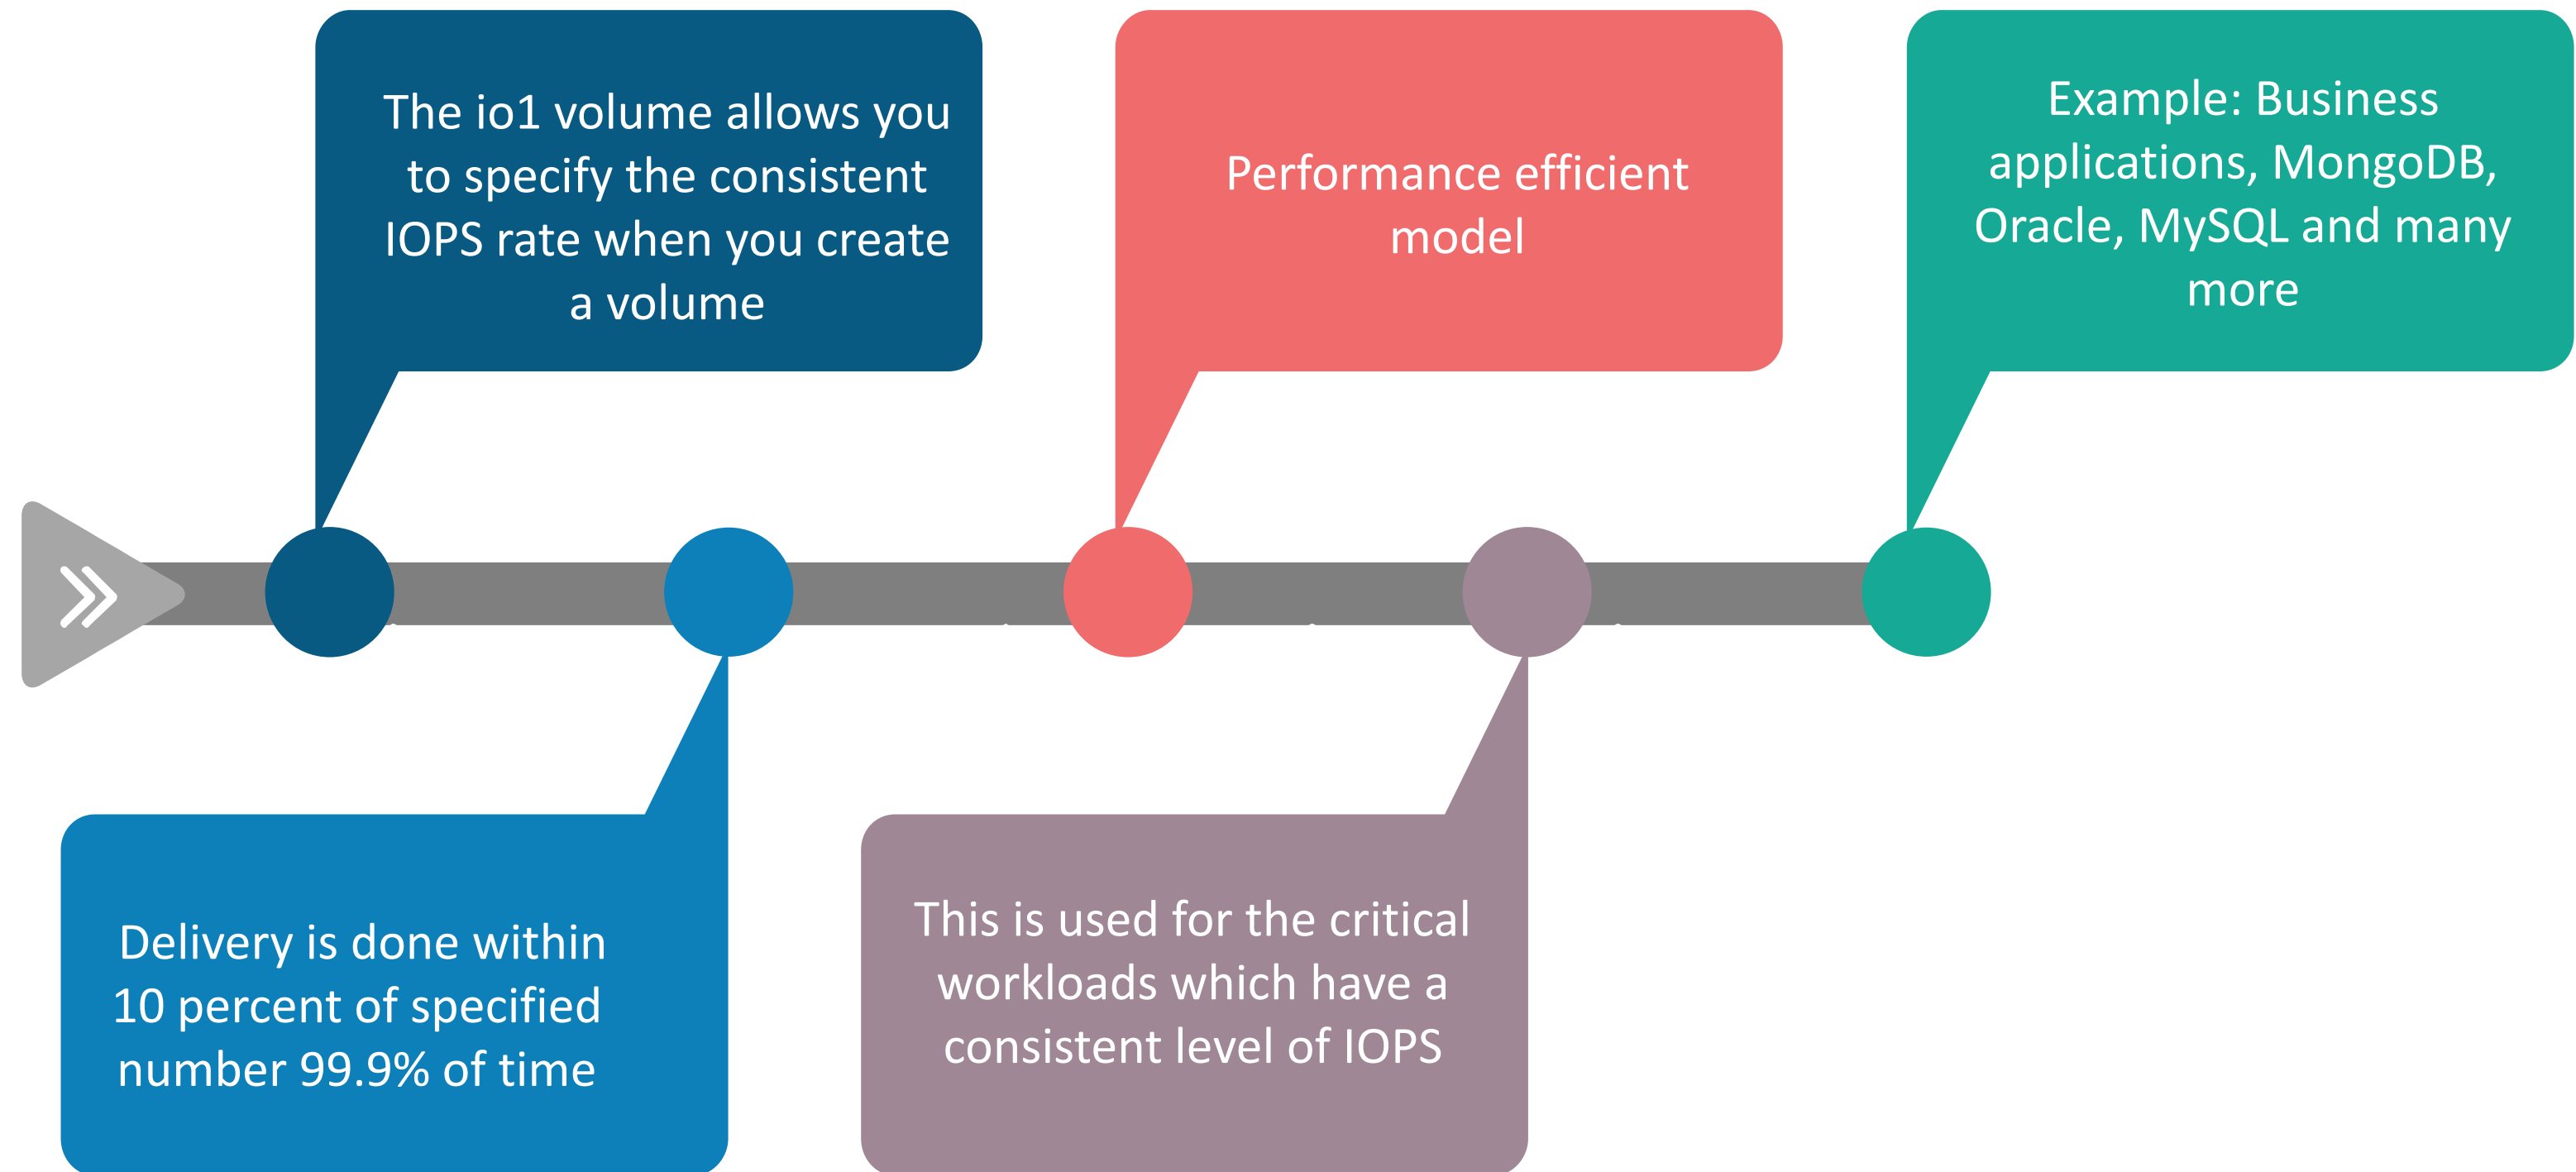 The io1 volume allows you
to specify the consistent
IOPS rate when you create
a volume
Delivery is done within
10 percent of specified
number 99.9% of time
Performance efficient
model
This is used for the critical
workloads which have a
consistent level of IOPS
Example: Business
applications, MongoDB,
Oracle, MySQL and many
more